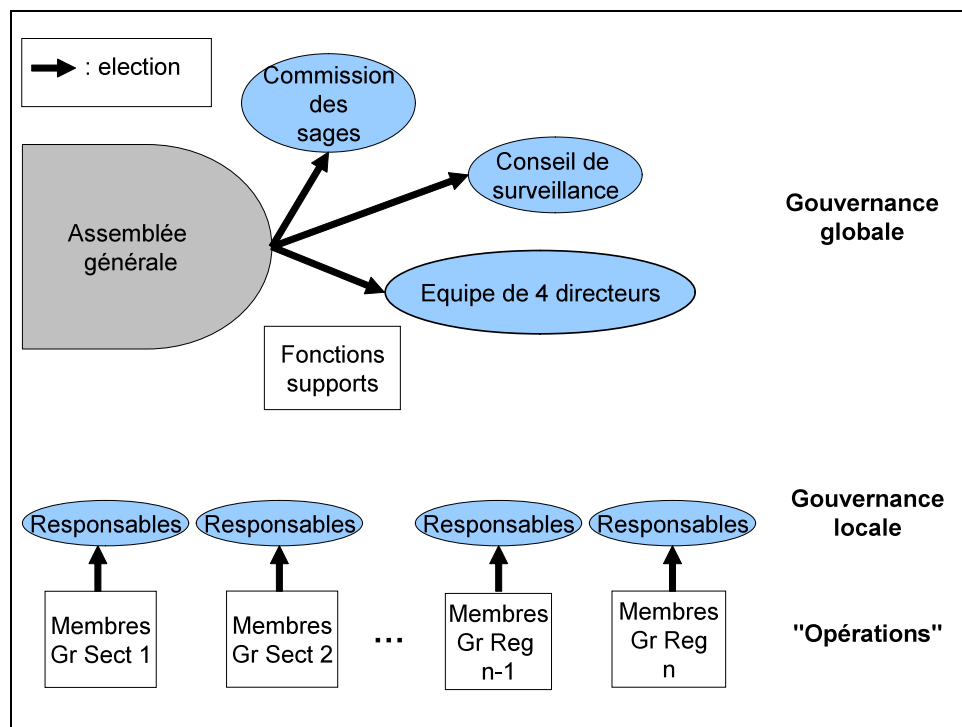 : election
Commission
des
sages
Conseil de
surveillance
Gouvernance
globale
Assemblée
générale
Equipe de 4 directeurs
Fonctions
supports
Gouvernance
locale
Responsables
Responsables
Responsables
Responsables
Membres
Gr Sect 1
Membres
Gr Sect 2
...
Membres
Gr Reg
n-1
Membres
Gr Reg
n
"Opérations"